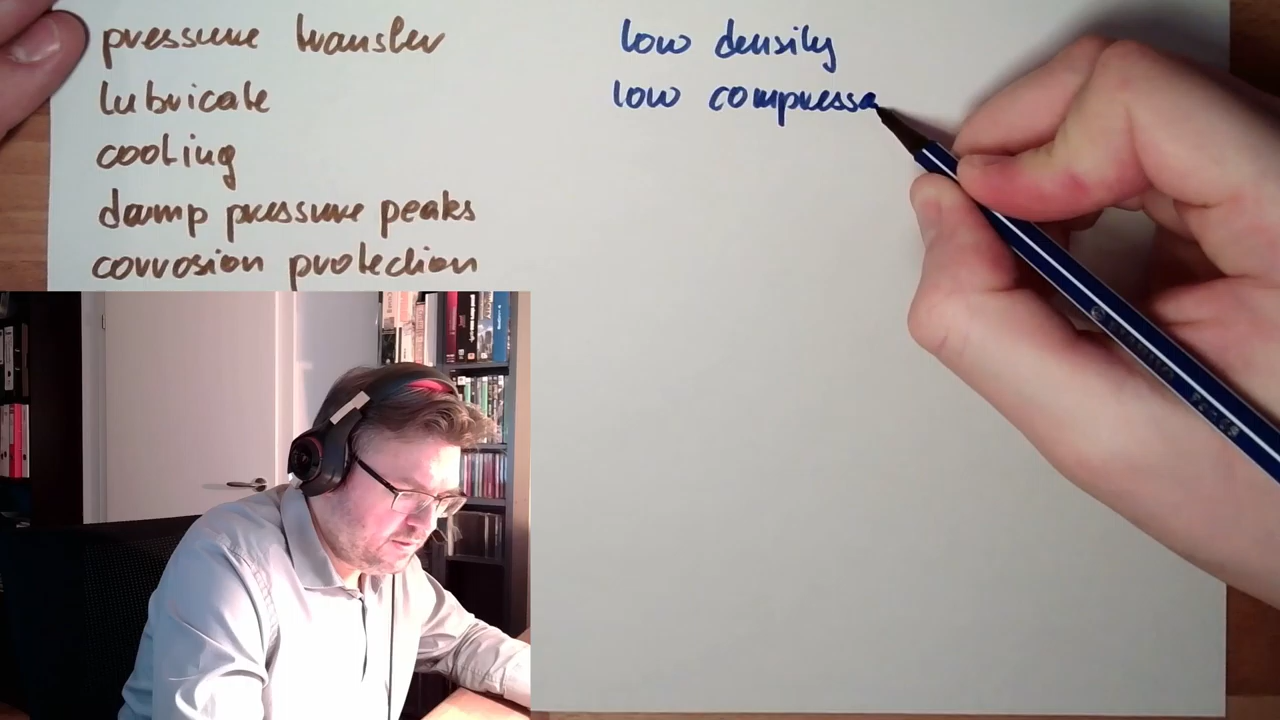 pressure transfer
lubricate
cooling
damp pressure peaks
corrosion protection
low density
low compressa